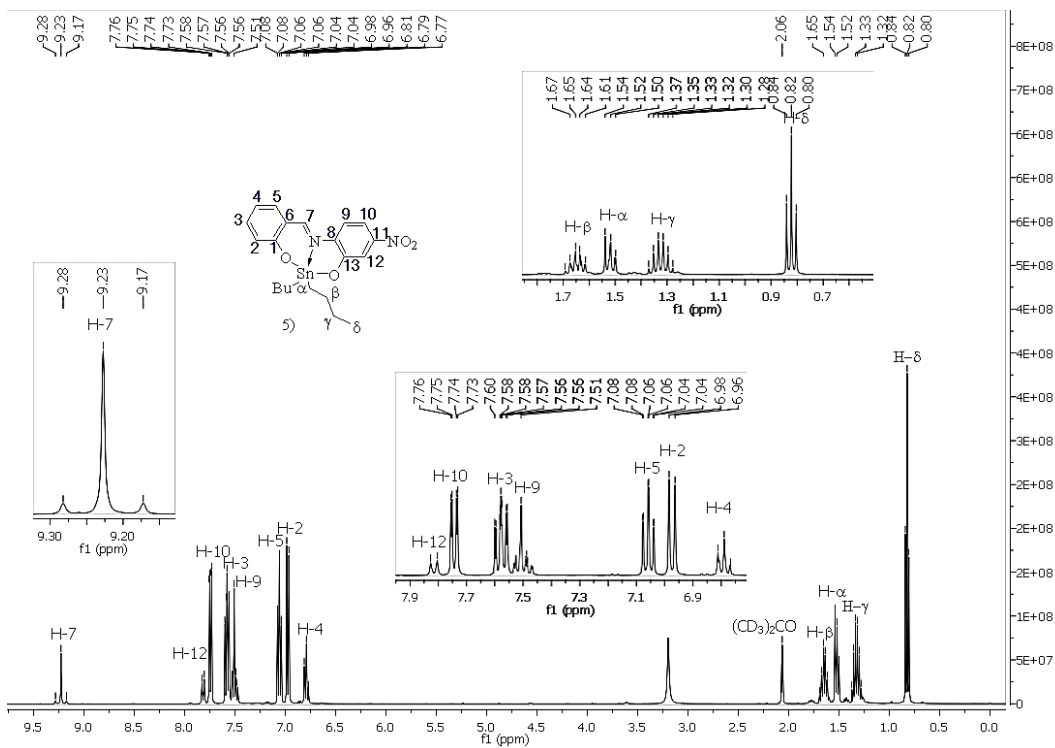 9.28
9.23
9.17
7.76
7.75
7.74
7.73
7.58
7.57
7.56
7.56
7.51
7.08
7.08
7.06
7.06
7.04
7.04
6.98
6.96
6.81
6.79
6.77
2.06
1.65
1.54
1.52
1.33
1.32
0.84
0.82
0.80
1.67
1.65
1.64
1.61
1.54
1.52
1.50
1.37
1.35
1.33
1.32
1.30
1.28
0.84
0.82
0.80
H-δ
H-β
H-α
H-γ
1.7 1.5 1.3 1.1 0.9 0.7
f1 (ppm)
4 5 3 2 6 1 7
9 10 8 11 12 13
O N Sn O NO2
Bu α β γ δ
5)
9.28
9.23
9.17
H-7
9.30 9.20
f1 (ppm)
7.76
7.75
7.74
7.73
7.60
7.58
7.58
7.57
7.56
7.56
7.51
7.08
7.08
7.06
7.06
7.04
7.04
6.98
6.96
H-12
H-10
H-3
H-9
H-5
H-2
H-4
7.9 7.7 7.5 7.3 7.1 6.9
f1 (ppm)
H-7
H-12
H-10
H-3
H-9
H-5
H-2
H-4
(CD3)2CO
H-β
H-α
H-γ
H-δ
8E+08
7E+08
7E+08
6E+08
6E+08
5E+08
5E+08
4E+08
4E+08
3E+08
3E+08
2E+08
2E+08
2E+08
1E+08
5E+07
0
9.5 9.0 8.5 8.0 7.5 7.0 6.5 6.0 5.5 5.0 4.5 4.0 3.5 3.0 2.5 2.0 1.5 1.0 0.5 0.0
f1 (ppm)